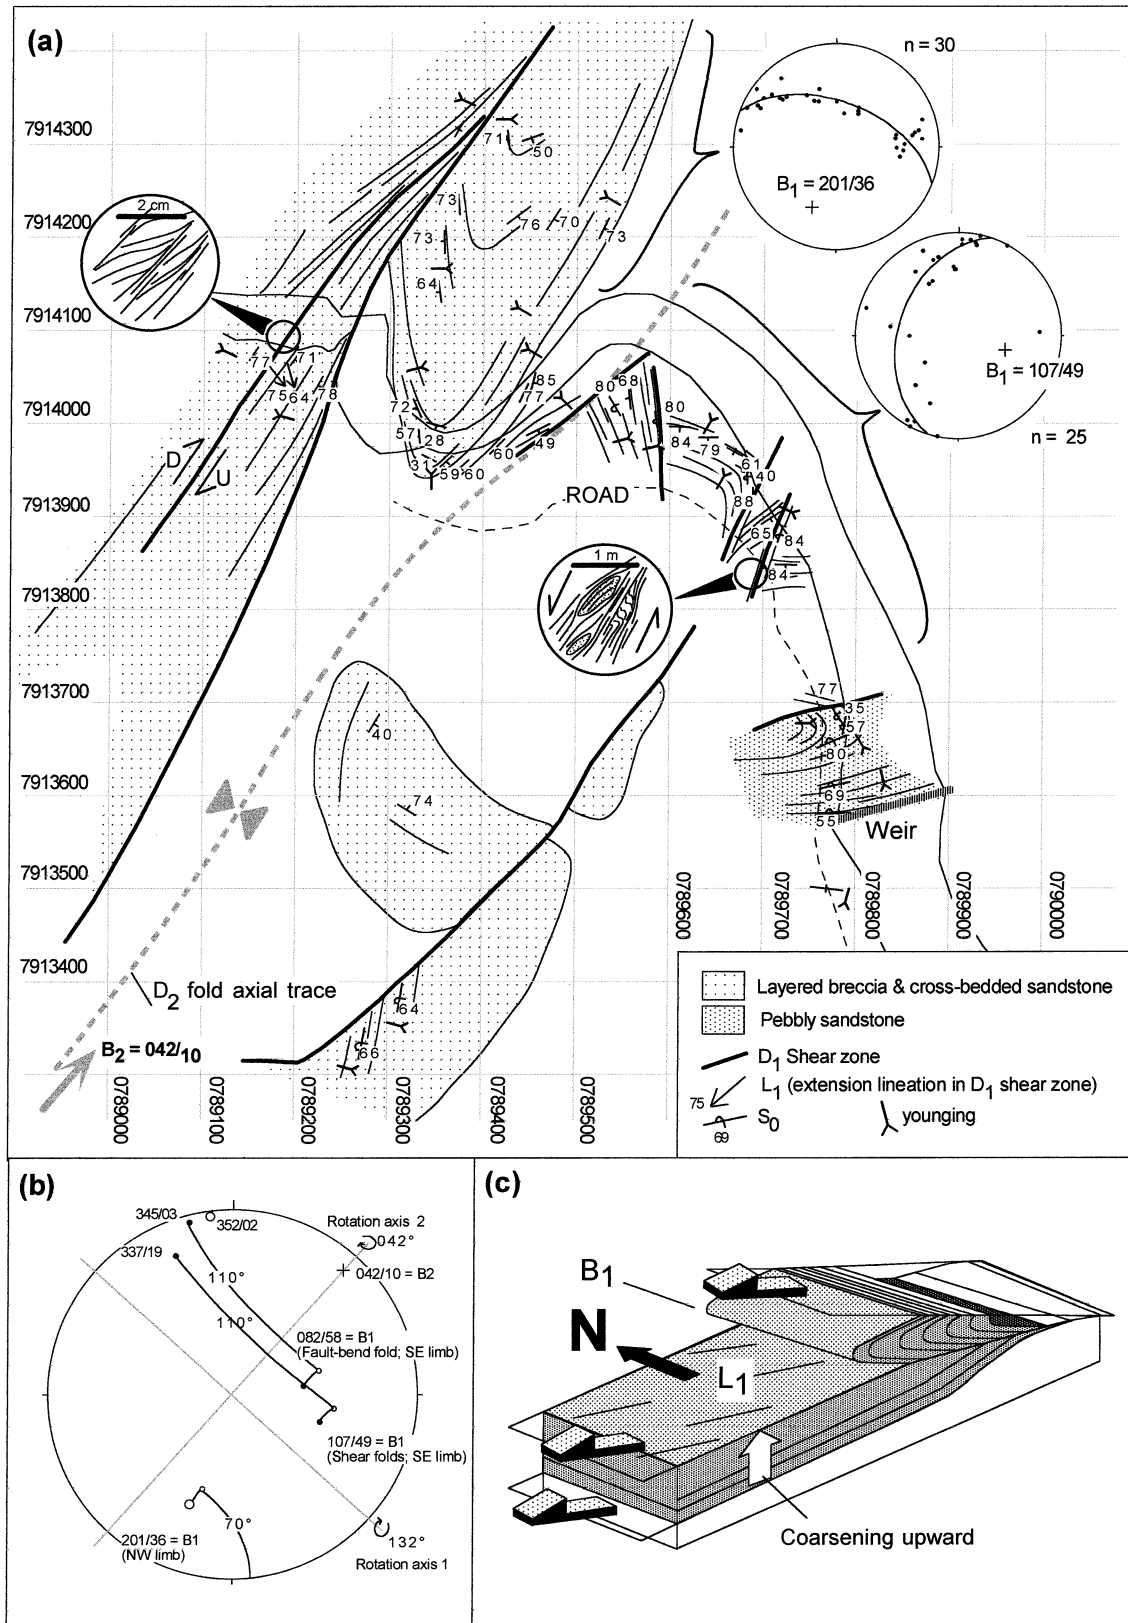 (a)
n = 30
B1 = 201/36
B1 = 107/49
n = 25
7914300
7914200
7914100
7914000
7913900
7913800
7913700
7913600
7913500
7913400
2 cm
71
50
73
76
70
73
73
64
77
71
75
64
78
72
57
28
31
59
60
60
49
85
77
80
68
80
84
79
61
40
88
65
84
84
D
U
ROAD
1 m
77
35
57
80
69
55
Weir
40
74
64
66
D2 fold axial trace
B2 = 042/10
0789000
0789100
0789200
0789300
0789400
0789500
0789600
0789700
0789800
0789900
0790000
Layered breccia & cross-bedded sandstone
Pebbly sandstone
D1 Shear zone
75 L1 (extension lineation in D1 shear zone)
69 S0
younging
(b)
345/03
352/02
337/19
Rotation axis 2
042°
042/10 = B2
110°
110°
082/58 = B1
(Fault-bend fold; SE limb)
107/49 = B1
(Shear folds; SE limb)
201/36 = B1
(NW limb)
70°
132°
Rotation axis 1
(c)
B1
N
L1
Coarsening upward